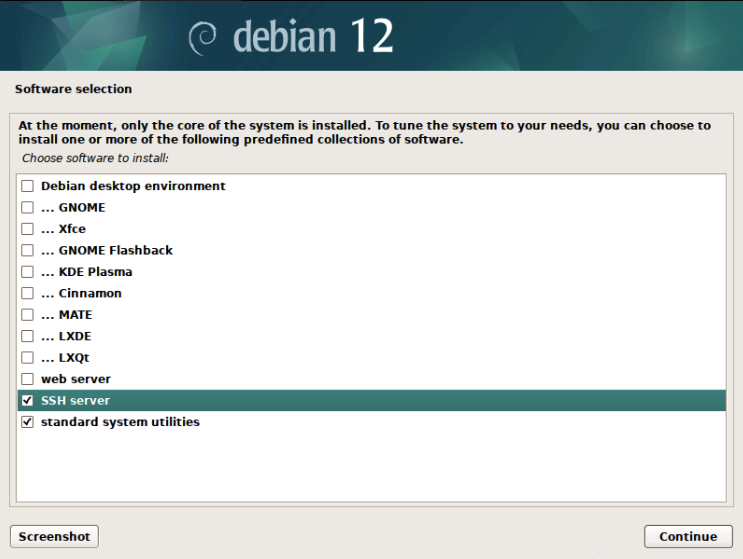 debian 12
Software selection
At the moment, only the core of the system is installed. To tune the system to your needs, you can choose to
install one or more of the following predefined collections of software.
Choose software to install:
Debian desktop environment
... GNOME
... Xfce
... GNOME Flashback
... KDE Plasma
... Cinnamon
... MATE
... LXDE
... LXQt
web server
SSH server
standard system utilities
Screenshot
Continue